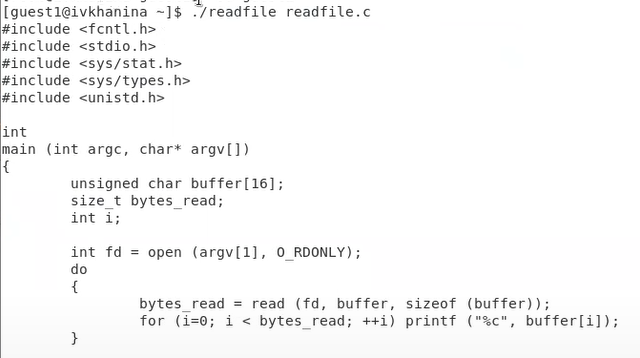 [guest1@ivkhanina ~]$ ./readfile readfile.c
#include <fcntl.h>
#include <stdio.h>
#include <sys/stat.h>
#include <sys/types.h>
#include <unistd.h>

int
main (int argc, char* argv[])
{
        unsigned char buffer[16];
        size_t bytes_read;
        int i;

        int fd = open (argv[1], O_RDONLY);
        do
        {
                bytes_read = read (fd, buffer, sizeof (buffer));
                for (i=0; i < bytes_read; ++i) printf ("%c", buffer[i]);
        }